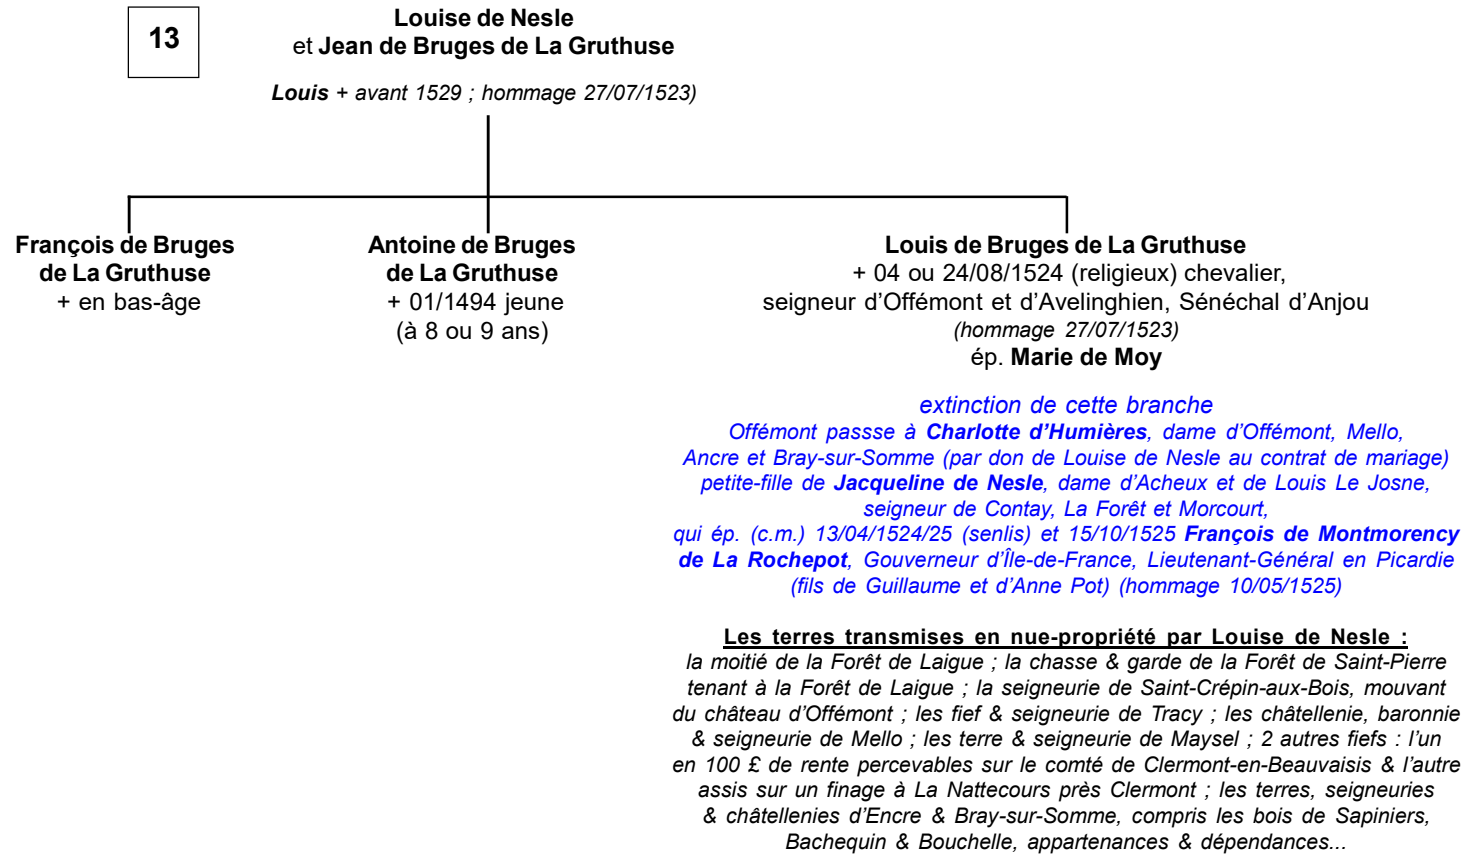 13
Louise de Nesle
et Jean de Bruges de La Gruthuse
Louis + avant 1529 ; hommage 27/07/1523)
François de Bruges
de La Gruthuse
+ en bas-âge
Antoine de Bruges
de La Gruthuse
+ 01/1494 jeune
(à 8 ou 9 ans)
Louis de Bruges de La Gruthuse
+ 04 ou 24/08/1524 (religieux) chevalier,
seigneur d’Offémont et d’Avelinghien, Sénéchal d’Anjou
(hommage 27/07/1523)
ép. Marie de Moy
extinction de cette branche
Offémont passse à Charlotte d’Humières, dame d’Offémont, Mello,
Ancre et Bray-sur-Somme (par don de Louise de Nesle au contrat de mariage)
petite-fille de Jacqueline de Nesle, dame d’Acheux et de Louis Le Josne,
seigneur de Contay, La Forêt et Morcourt,
qui ép. (c.m.) 13/04/1524/25 (senlis) et 15/10/1525 François de Montmorency
de La Rochepot, Gouverneur d’Île-de-France, Lieutenant-Général en Picardie
(fils de Guillaume et d’Anne Pot) (hommage 10/05/1525)
Les terres transmises en nue-propriété par Louise de Nesle :
la moitié de la Forêt de Laigue ; la chasse & garde de la Forêt de Saint-Pierre
tenant à la Forêt de Laigue ; la seigneurie de Saint-Crépin-aux-Bois, mouvant
du château d’Offémont ; les fief & seigneurie de Tracy ; les châtellenie, baronnie
& seigneurie de Mello ; les terre & seigneurie de Maysel ; 2 autres fiefs : l’un
en 100 £ de rente percevables sur le comté de Clermont-en-Beauvaisis & l’autre
assis sur un finage à La Nattecours près Clermont ; les terres, seigneuries
& châtellenies d’Encre & Bray-sur-Somme, compris les bois de Sapiniers,
Bachequin & Bouchelle, appartenances & dépendances...